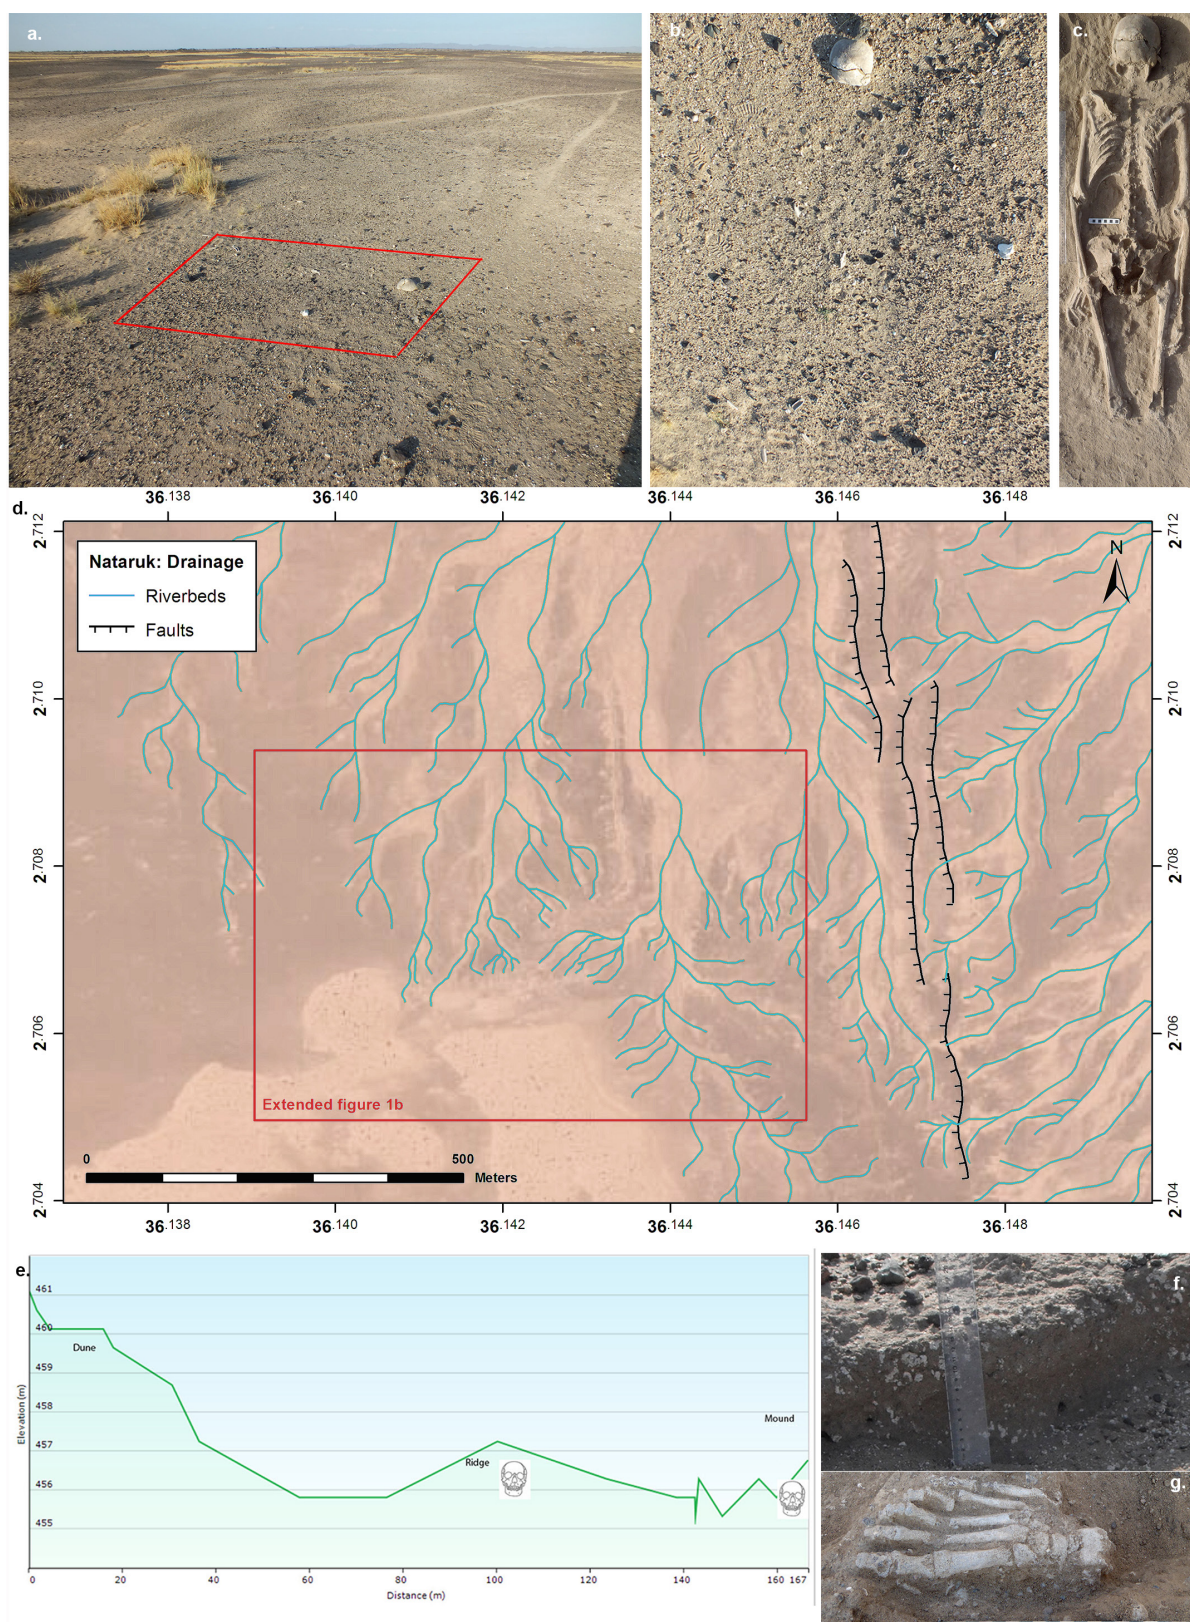 a.
b.
c.
36.138 36.140 36.142 36.144 36.146 36.148
d.
2.712 2.712
N
Nataruk: Drainage
Riverbeds
Faults
2.710 2.710
2.708 2.708
2.706 2.706
Extended figure 1b
0 500
Meters
2.704 2.704
36.138 36.140 36.142 36.144 36.146 36.148
e.
461
460
Dune
459
458
457
Mound
Ridge
456
455
Elevation (m)
0 20 40 60 80 100 120 140 160 167
Distance (m)
f.
g.